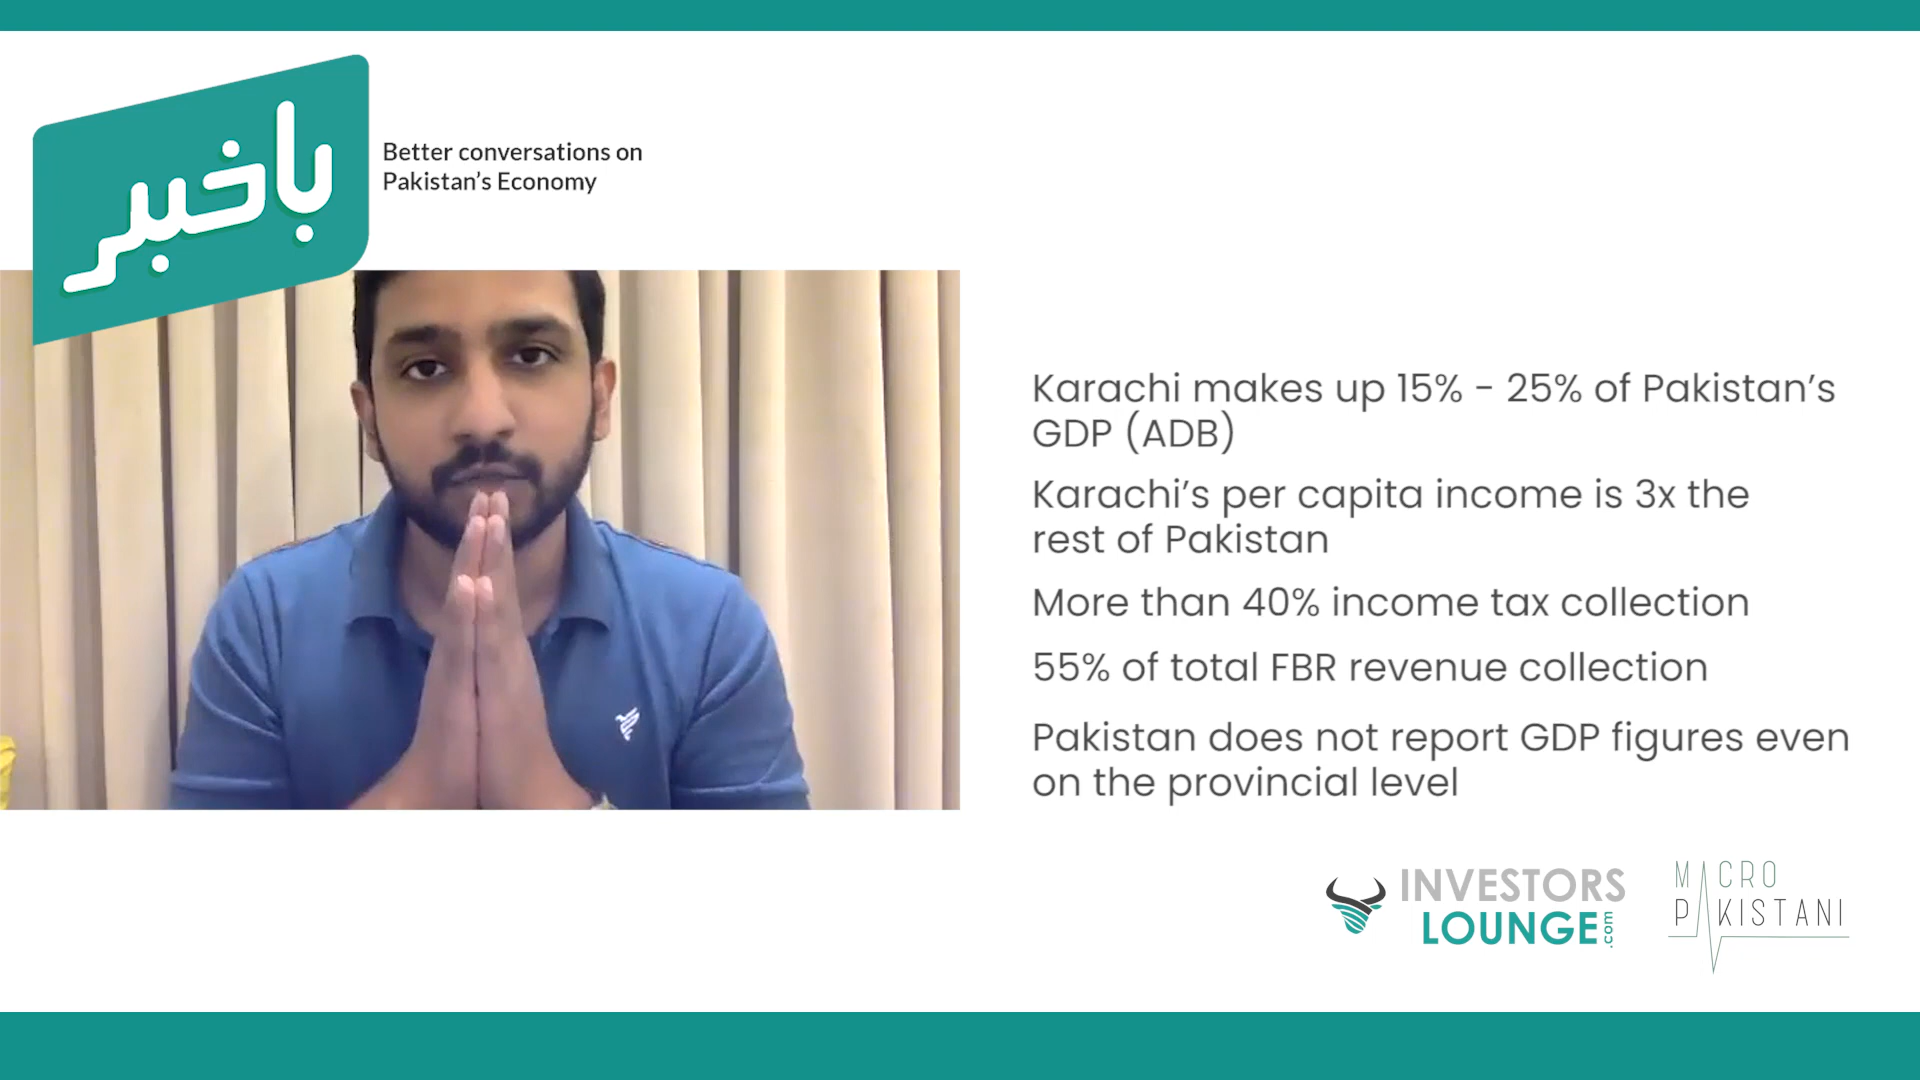 باخبر
Better conversations on
Pakistan's Economy
Karachi makes up 15% - 25% of Pakistan's
GDP (ADB)
Karachi's per capita income is 3x the
rest of Pakistan
More than 40% income tax collection
55% of total FBR revenue collection
Pakistan does not report GDP figures even
on the provincial level
INVESTORS
LOUNGE.com
MACRO
PAKISTANI